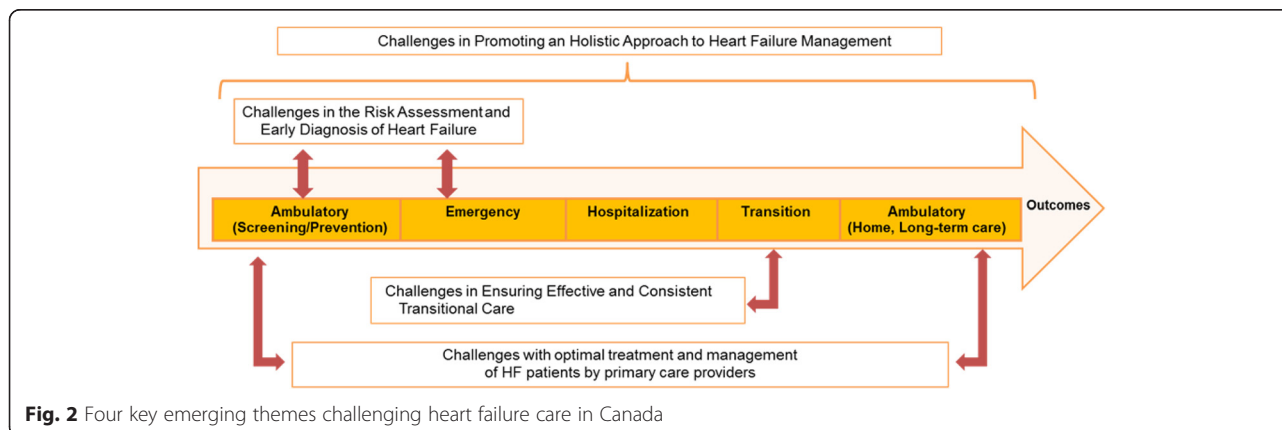 Challenges in Promoting an Holistic Approach to Heart Failure Management
Challenges in the Risk Assessment and
Early Diagnosis of Heart Failure
Ambulatory
(Screening/Prevention)
Emergency
Hospitalization
Transition
Ambulatory
(Home, Long-term care)
Outcomes
Challenges in Ensuring Effective and Consistent
Transitional Care
Challenges with optimal treatment and management
of HF patients by primary care providers
Fig. 2 Four key emerging themes challenging heart failure care in Canada